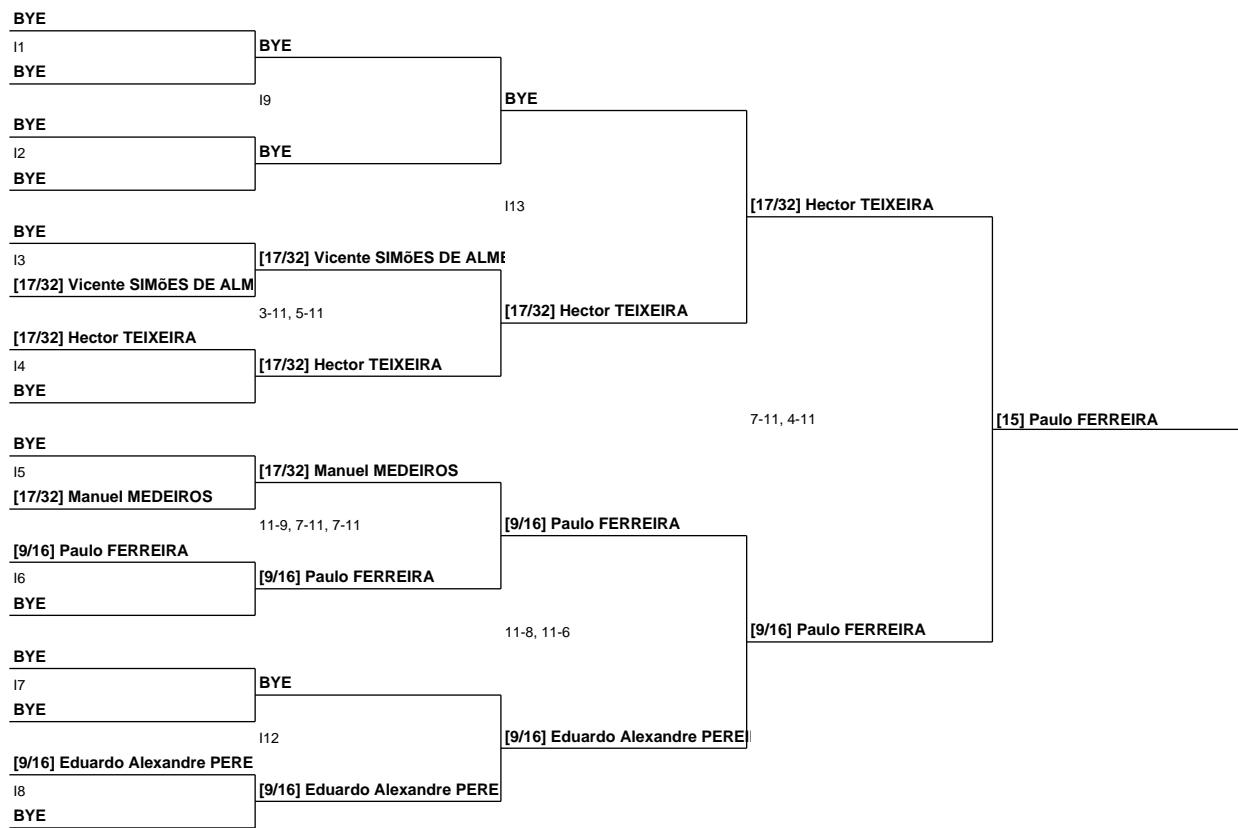 BYE
I1
BYE
BYE
I9
BYE
BYE
I2
BYE
BYE
I13
[17/32] Hector TEIXEIRA
BYE
I3
[17/32] Vicente SIMõES DE ALME
[17/32] Vicente SIMõES DE ALM
3-11, 5-11
[17/32] Hector TEIXEIRA
[17/32] Hector TEIXEIRA
I4
[17/32] Hector TEIXEIRA
BYE
7-11, 4-11
[15] Paulo FERREIRA
BYE
I5
[17/32] Manuel MEDEIROS
[17/32] Manuel MEDEIROS
11-9, 7-11, 7-11
[9/16] Paulo FERREIRA
[9/16] Paulo FERREIRA
I6
[9/16] Paulo FERREIRA
BYE
11-8, 11-6
[9/16] Paulo FERREIRA
BYE
I7
BYE
BYE
I12
[9/16] Eduardo Alexandre PEREI
[9/16] Eduardo Alexandre PERE
I8
[9/16] Eduardo Alexandre PERE
BYE